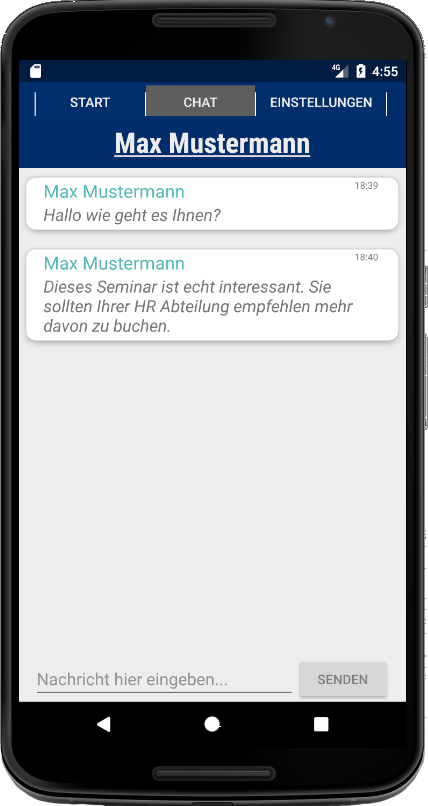 4G 4:55
START CHAT EINSTELLUNGEN
Max Mustermann
Max Mustermann 18:39
Hallo wie geht es Ihnen?
Max Mustermann 18:40
Dieses Seminar ist echt interessant. Sie
sollten Ihrer HR Abteilung empfehlen mehr
davon zu buchen.
Nachricht hier eingeben... SENDEN